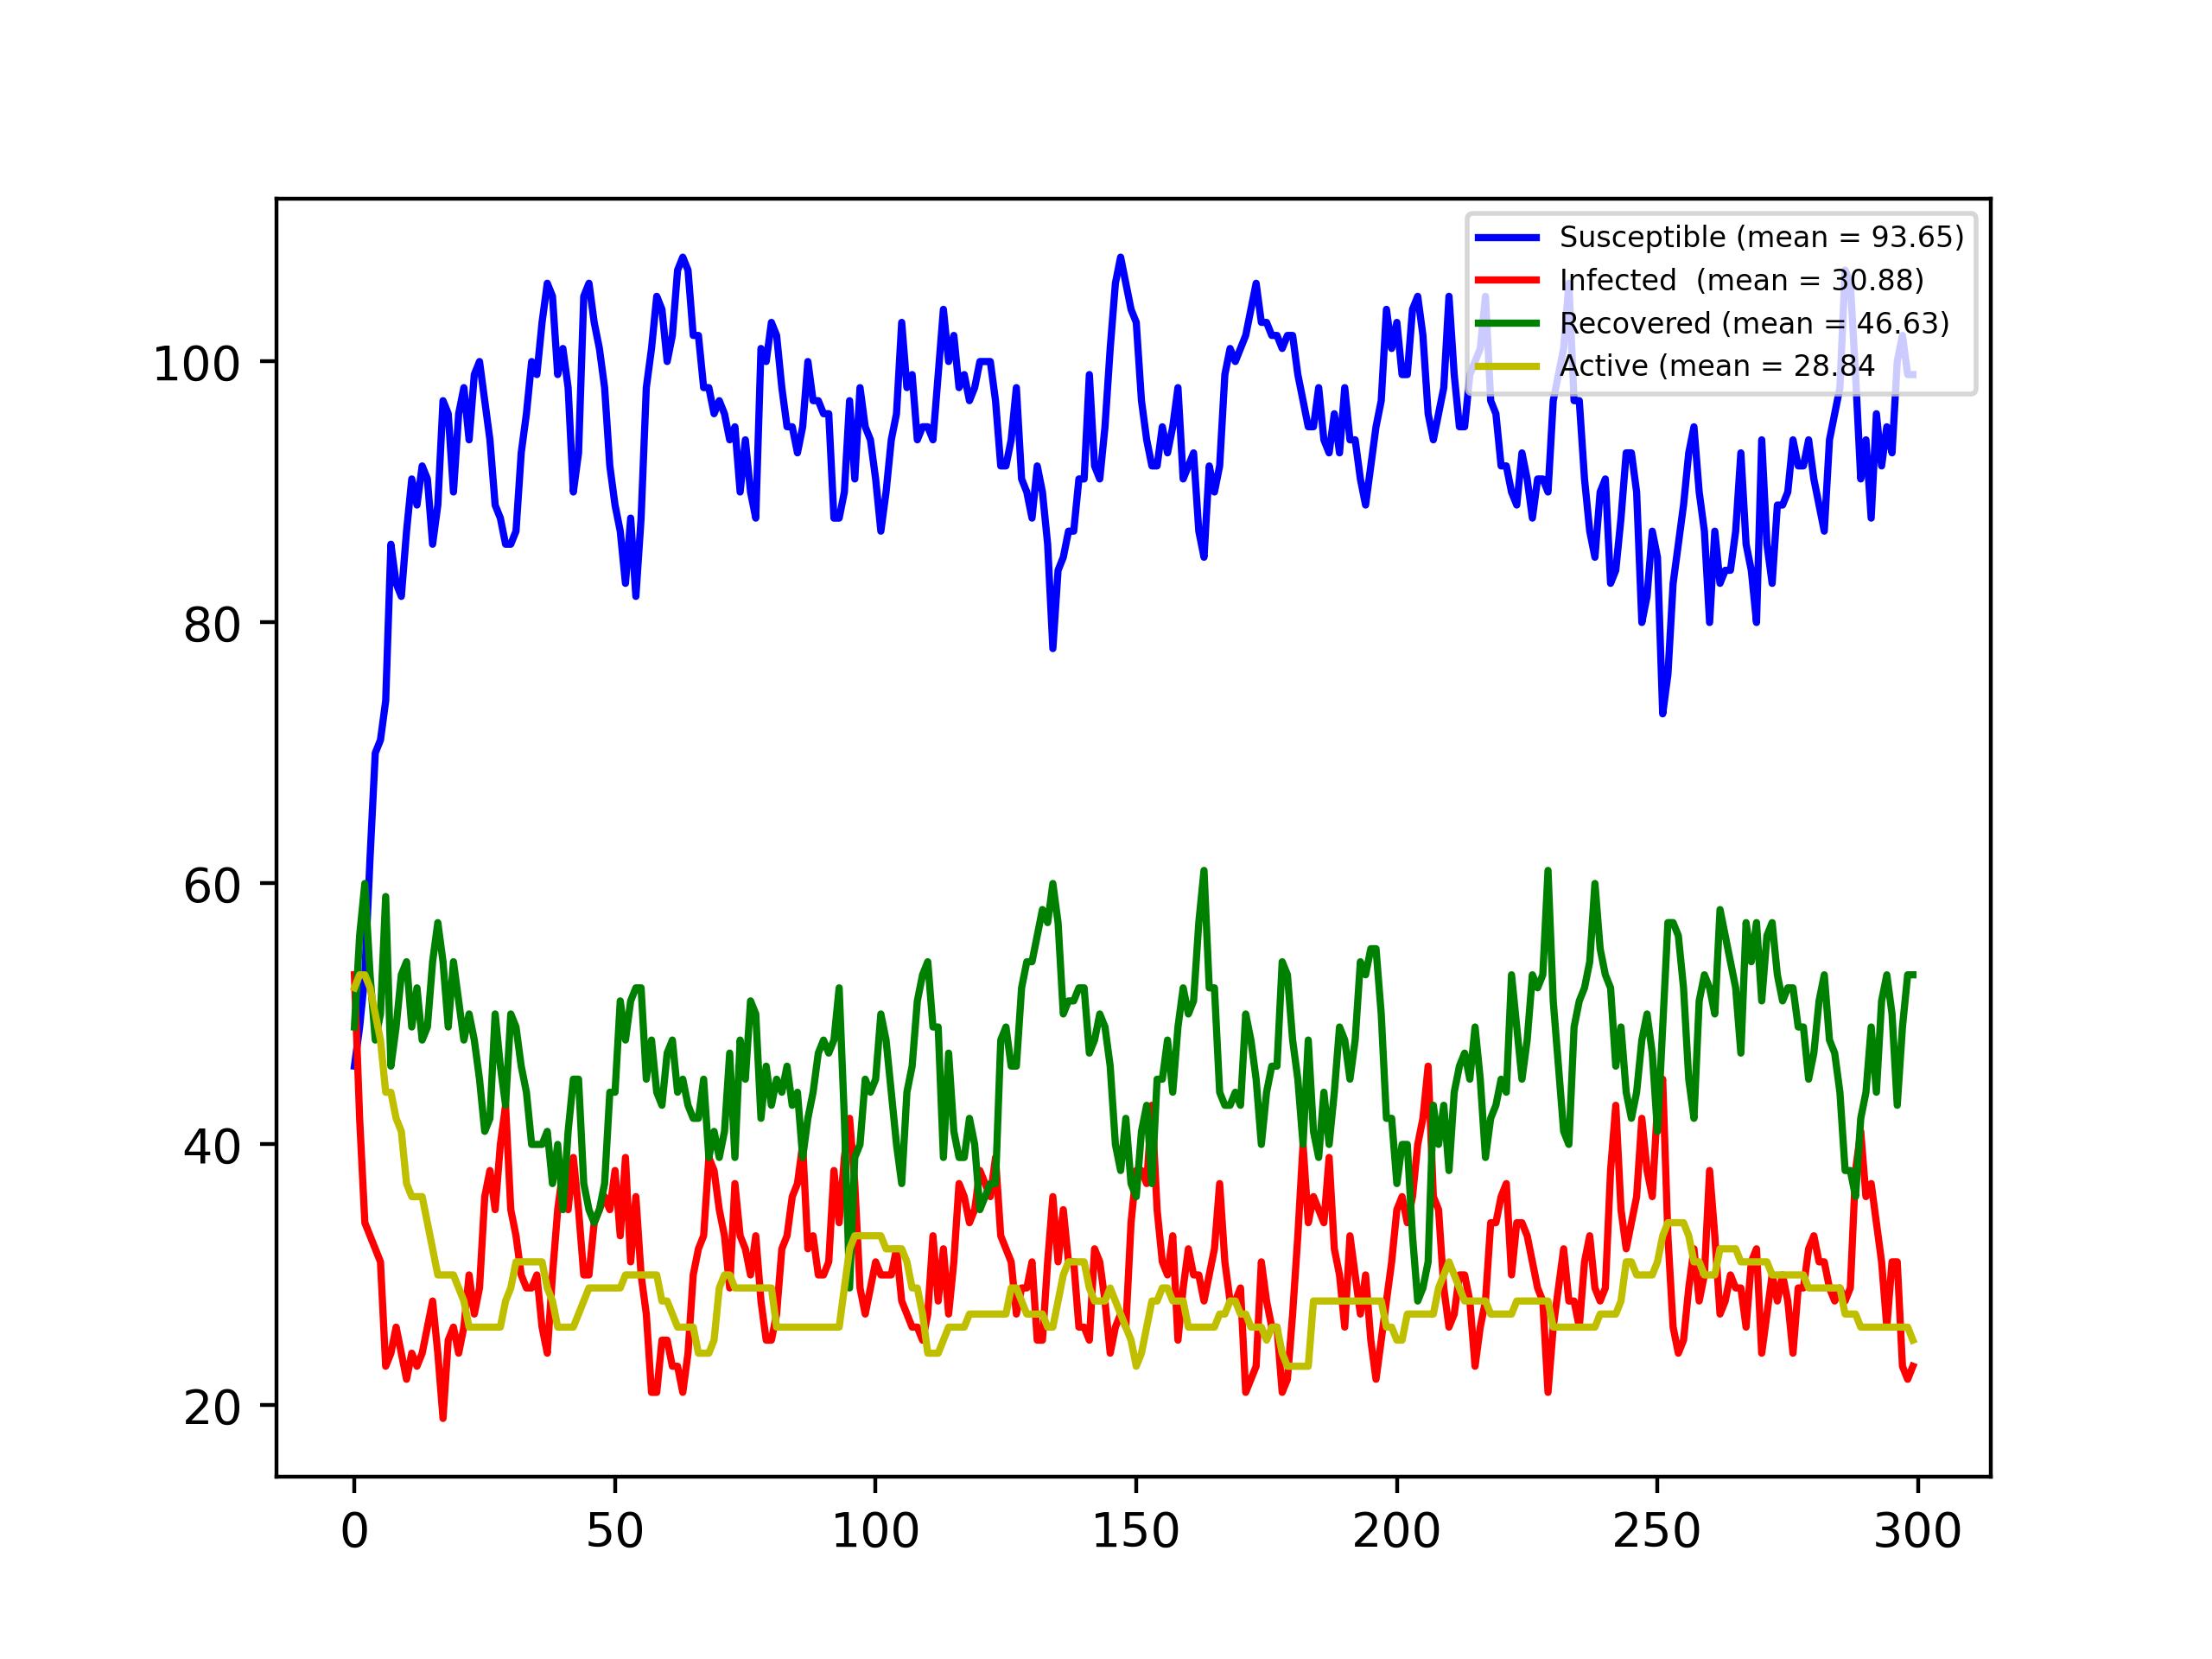 Susceptible (mean = 93.65)
Infected  (mean = 30.88)
Recovered (mean = 46.63)
Active (mean = 28.84
100
80
60
40
20
0 50 100 150 200 250 300